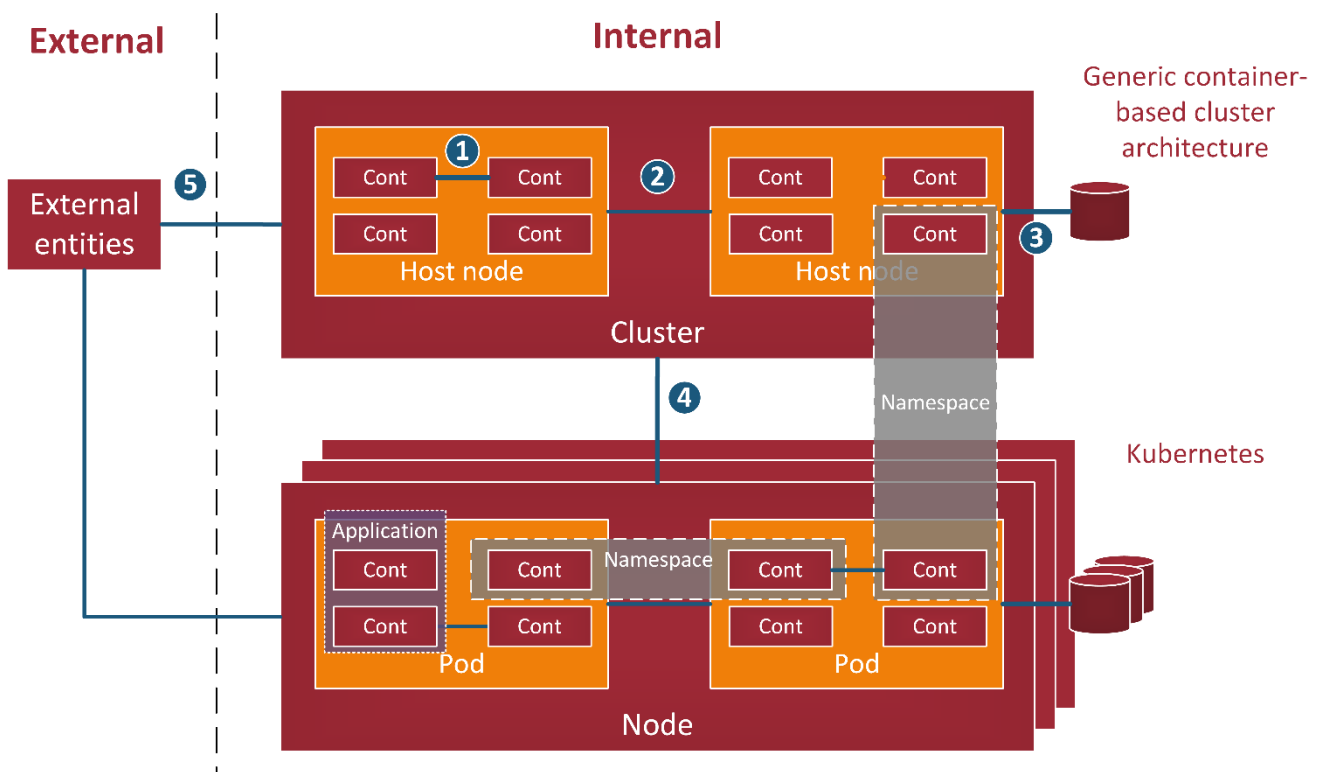 External
Internal
Generic container-
based cluster
architecture
1
2
3
4
5
External
entities
Cont
Cont
Cont
Cont
Host node
Cont
Cont
Cont
Cont
Host node
Cluster
Namespace
Kubernetes
Application
Cont
Cont
Namespace
Cont
Cont
Cont
Cont
Cont
Cont
Pod
Pod
Node